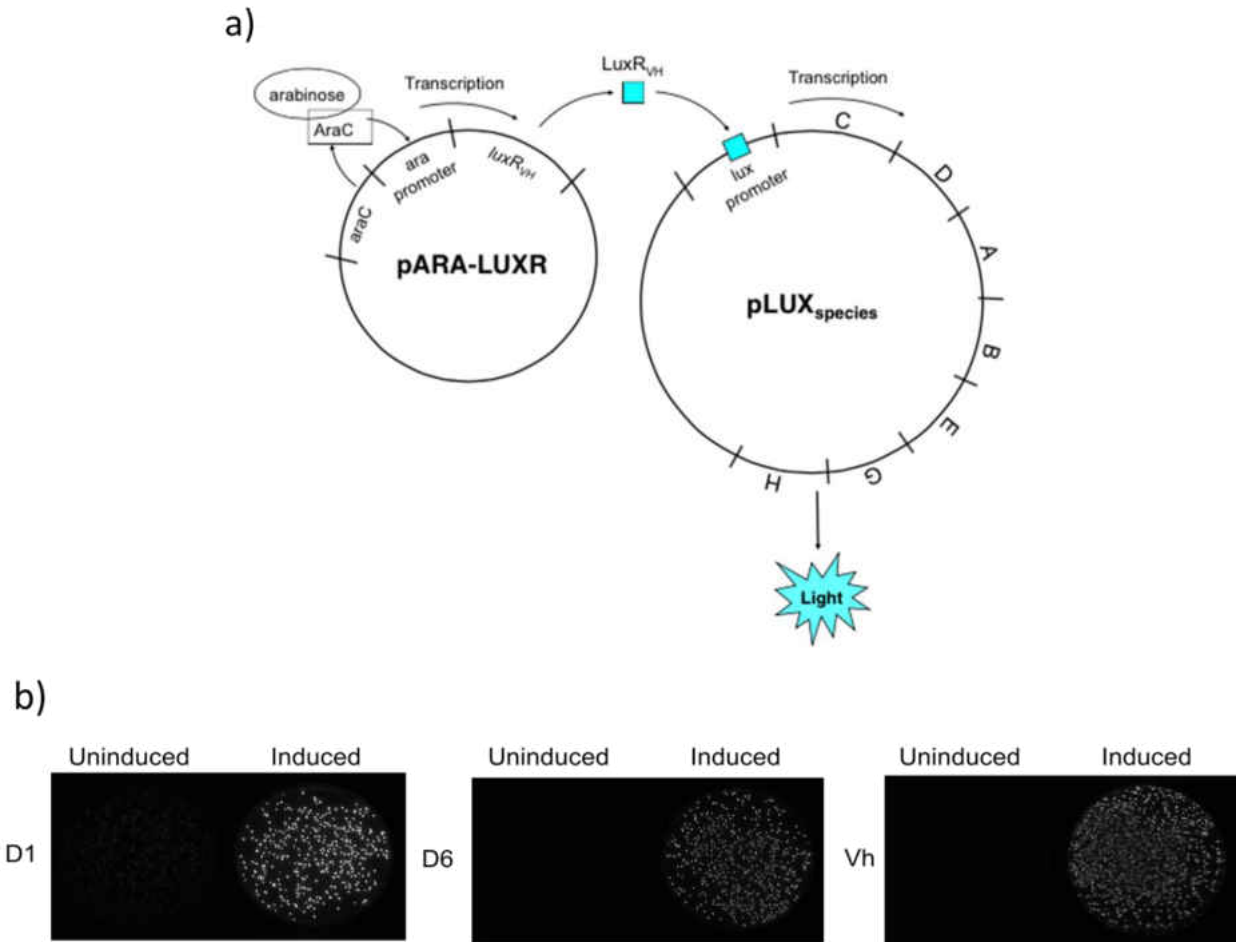 a)
arabinose
AraC
araC
ara
promoter
Transcription
luxR_VH
pARA-LUXR
LuxR_VH
Transcription
lux
promoter
C
D
A
B
E
G
H
pLUX_species
Light
b)
Uninduced Induced
D1
Uninduced Induced
D6
Uninduced Induced
Vh